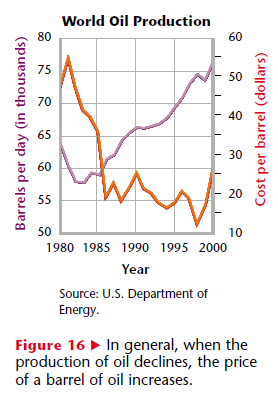 World Oil Production
Barrels per day (in thousands)
80
75
70
65
60
55
50
60
50
40
30
20
10
Cost per barrel (dollars)
1980 1985 1990 1995 2000
Year
Source: U.S. Department of
Energy.
Figure 16 ▶ In general, when the
production of oil declines, the price
of a barrel of oil increases.